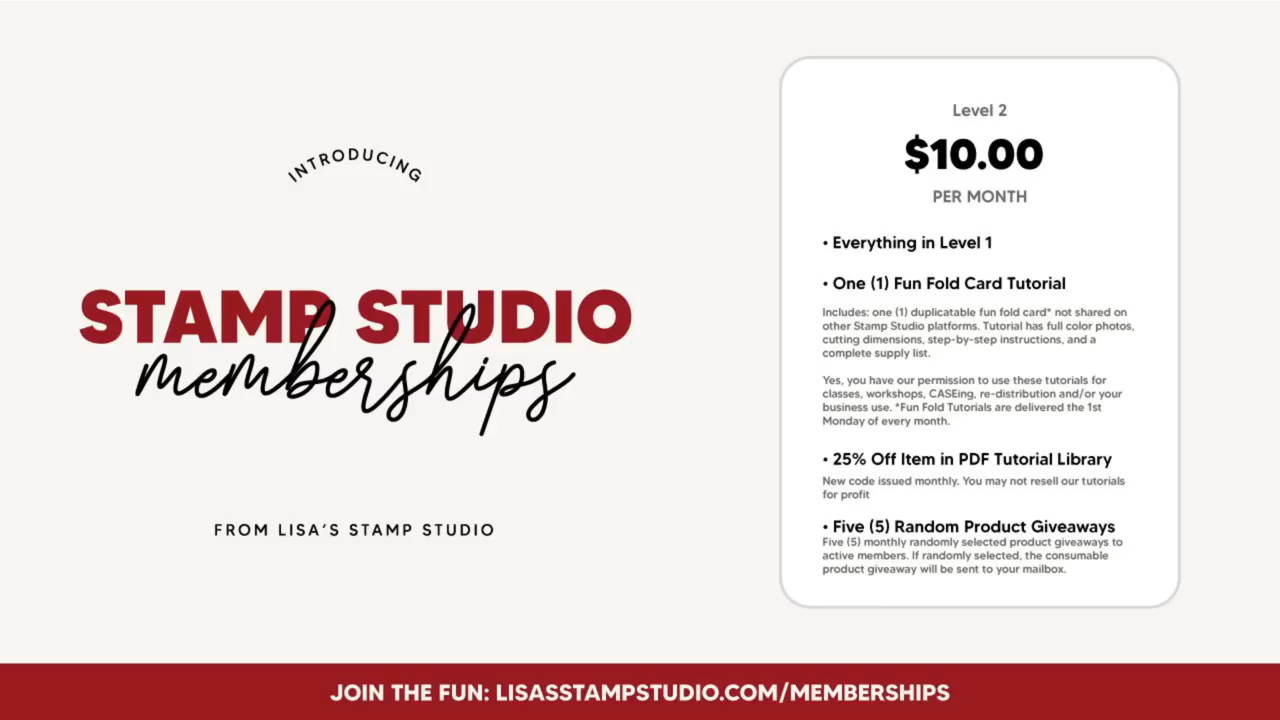 INTRODUCING
STAMP STUDIO
memberships
FROM LISA'S STAMP STUDIO
Level 2
$10.00
PER MONTH
• Everything in Level 1
• One (1) Fun Fold Card Tutorial
Includes: one (1) duplicatable fun fold card* not shared on
other Stamp Studio platforms. Tutorial has full color photos,
cutting dimensions, step-by-step instructions, and a
complete supply list.
Yes, you have our permission to use these tutorials for
classes, workshops, CASEing, re-distribution and/or your
business use. *Fun Fold Tutorials are delivered the 1st
Monday of every month.
• 25% Off Item in PDF Tutorial Library
New code issued monthly. You may not resell our tutorials
for profit
• Five (5) Random Product Giveaways
Five (5) monthly randomly selected product giveaways to
active members. If randomly selected, the consumable
product giveaway will be sent to your mailbox.
JOIN THE FUN: LISASSTAMPSTUDIO.COM/MEMBERSHIPS